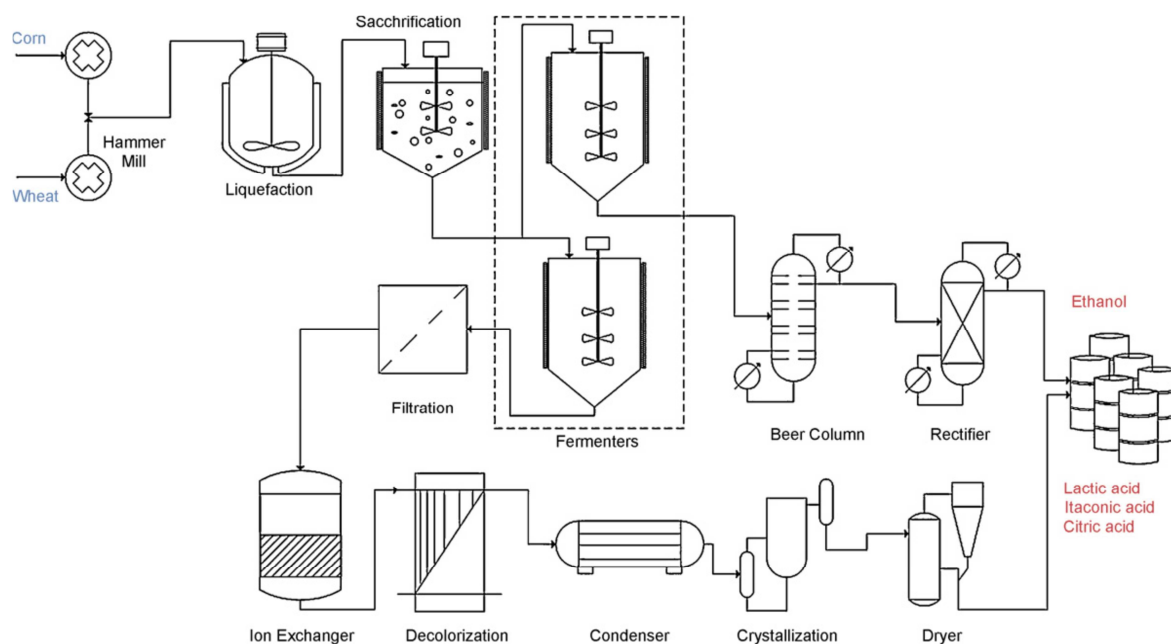 Sacchrification
Corn
Hammer
Mill
Wheat
Liquefaction
Ethanol
Filtration
Fermenters
Beer Column
Rectifier
Lactic acid
Itaconic acid
Citric acid
Ion Exchanger
Decolorization
Condenser
Crystallization
Dryer